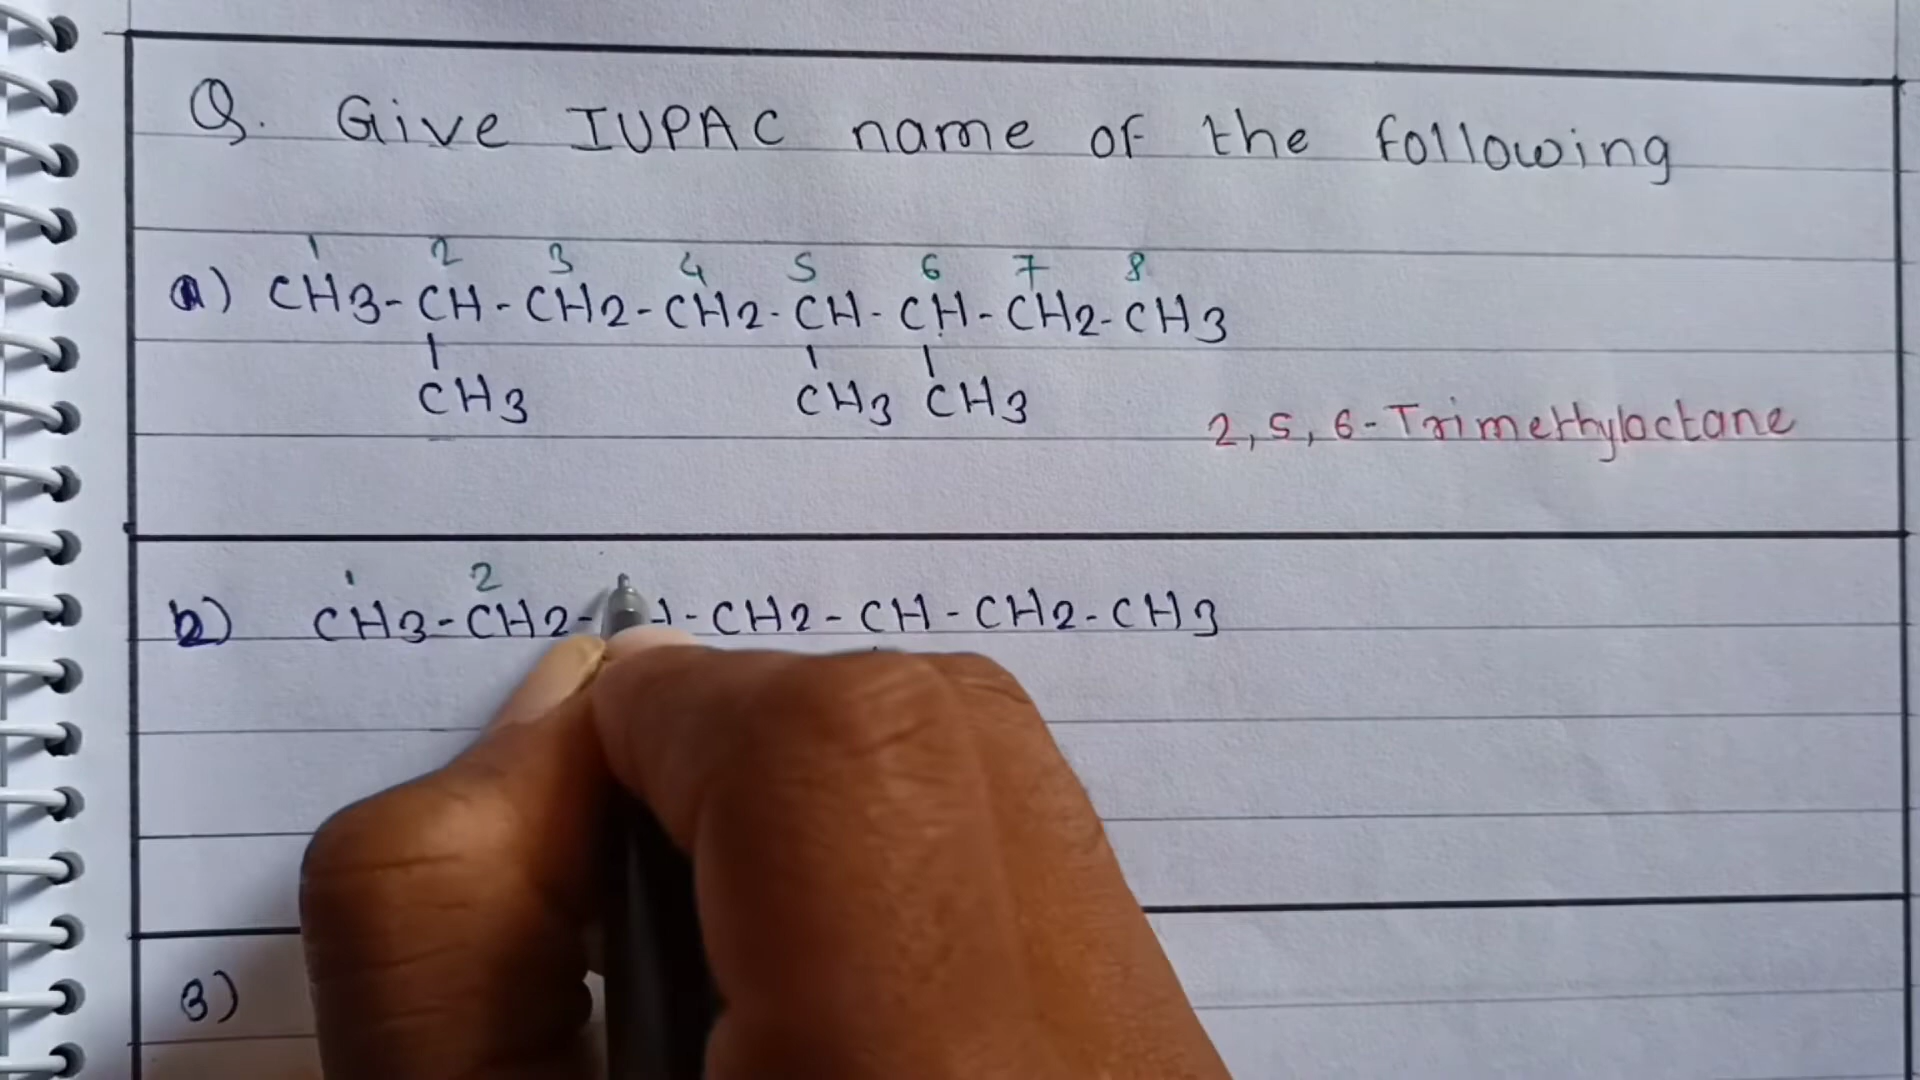 Q. Give IUPAC name of the following
1 2 3 4 5 6 7 8
a) CH3-CH-CH2-CH2-CH-CH-CH2-CH3
CH3 CH3 CH3
2,5,6-Trimethyloctane
1 2
b) CH3-CH2- H-CH2-CH-CH2-CH3
3)